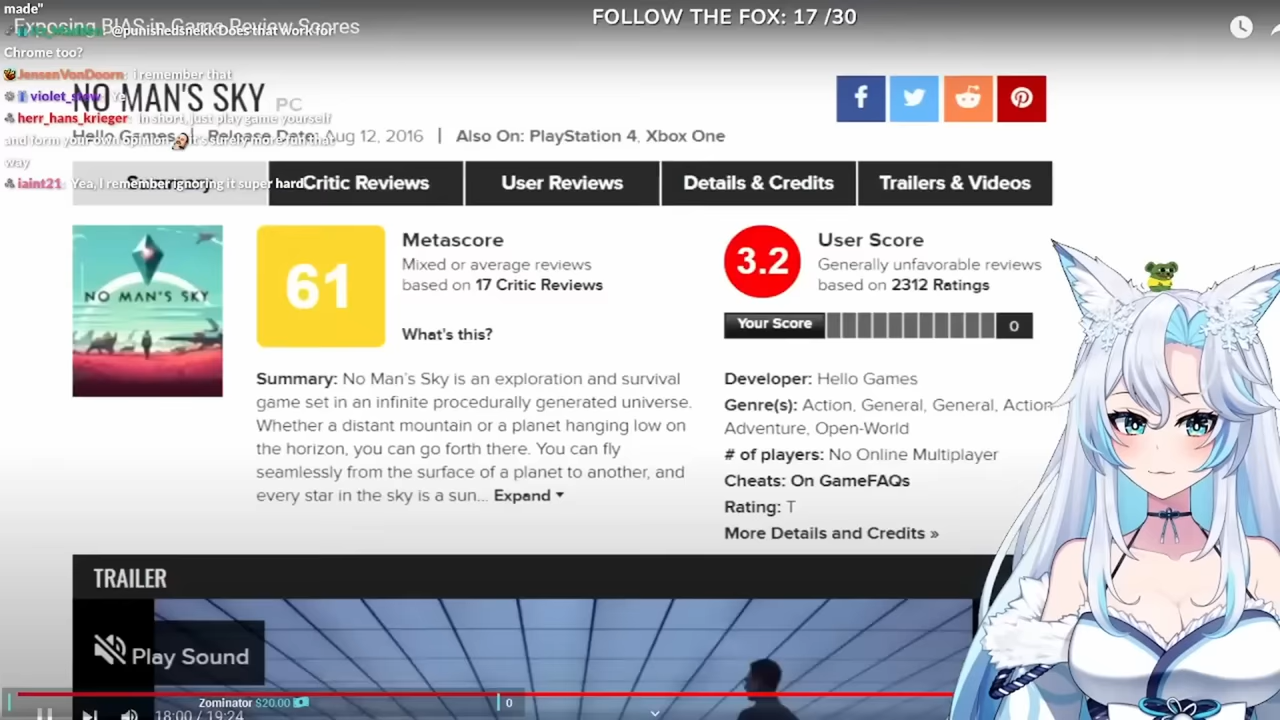 made"
Exposing BIAS in Game Review Scores
FOLLOW THE FOX: 17 /30
: @punishedsnekk Does that work for
Chrome too?
JensenVonDoorn: i remember that
NO MAN'S SKY PC
herr_hans_krieger: In short, just play game yourself
and form your own opinion it's surely more fun that
way
Hello Games | Release Date: Aug 12, 2016 | Also On: PlayStation 4, Xbox One
iaint21: Yea, I remember ignoring it super hard
Summary
Critic Reviews
User Reviews
Details & Credits
Trailers & Videos
NO MAN'S SKY
61
Metascore
Mixed or average reviews
based on 17 Critic Reviews
What's this?
3.2
User Score
Generally unfavorable reviews
based on 2312 Ratings
Your Score 0
Summary: No Man's Sky is an exploration and survival
game set in an infinite procedurally generated universe.
Whether a distant mountain or a planet hanging low on
the horizon, you can go forth there. You can fly
seamlessly from the surface of a planet to another, and
every star in the sky is a sun... Expand
Developer: Hello Games
Genre(s): Action, General, General, Action
Adventure, Open-World
# of players: No Online Multiplayer
Cheats: On GameFAQs
Rating: T
More Details and Credits »
TRAILER
Play Sound
Zominator $20.00
0
18:00 / 19:24